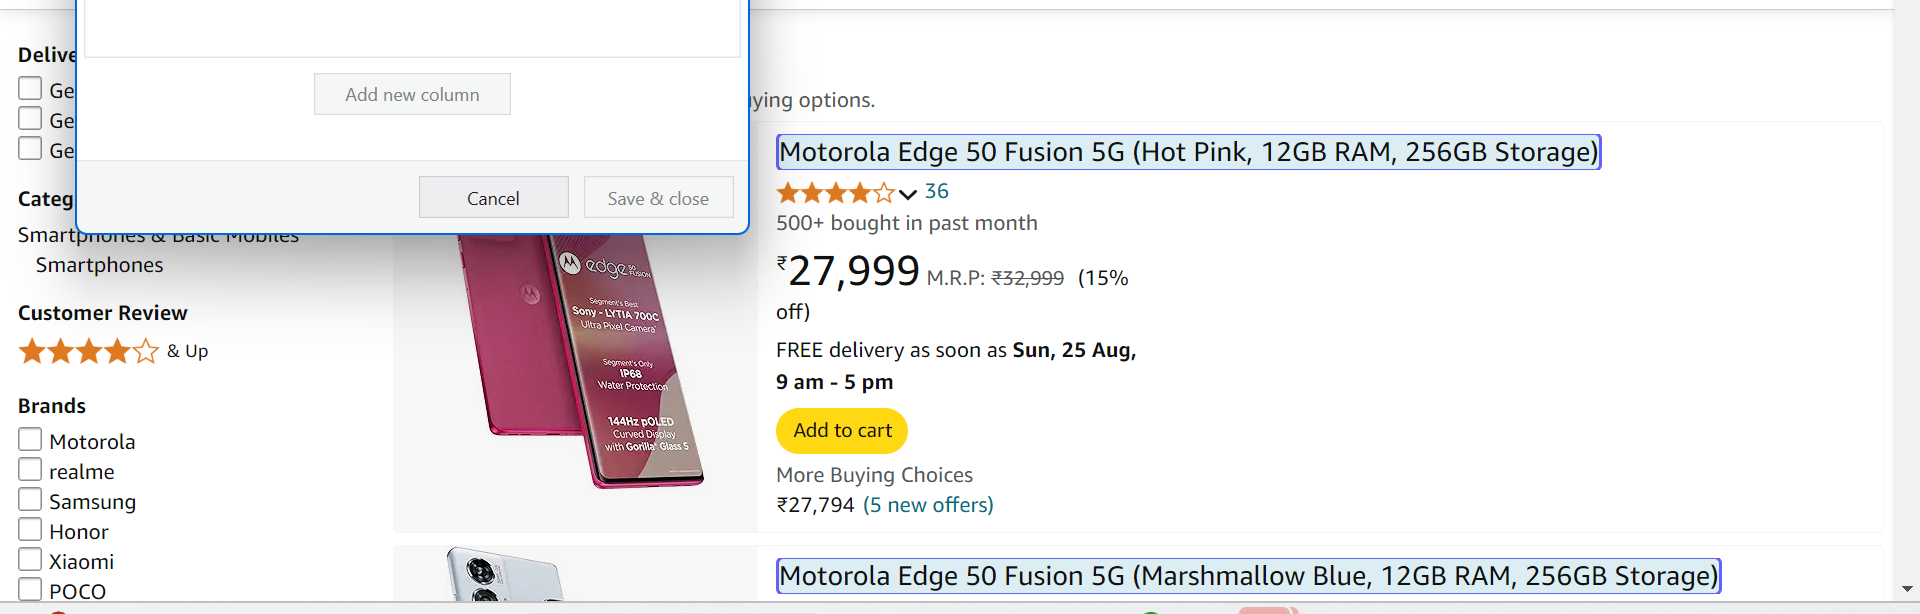 Delive
Ge
Ge
Ge
Categ
Smartphones & Basic Mobiles
Smartphones
Customer Review
& Up
Brands
Motorola
realme
Samsung
Honor
Xiaomi
POCO
Add new column
Cancel
Save & close
edge 50 FUSION
Segment's Best
Sony - LYTIA 700C
Ultra Pixel Camera
Segment's Only
IP68
Water Protection
144Hz pOLED
Curved Display
with Gorilla Glass 5
ying options.
Motorola Edge 50 Fusion 5G (Hot Pink, 12GB RAM, 256GB Storage)
36
500+ bought in past month
₹27,999 M.R.P: ₹32,999 (15%
off)
FREE delivery as soon as Sun, 25 Aug,
9 am - 5 pm
Add to cart
More Buying Choices
₹27,794 (5 new offers)
Motorola Edge 50 Fusion 5G (Marshmallow Blue, 12GB RAM, 256GB Storage)